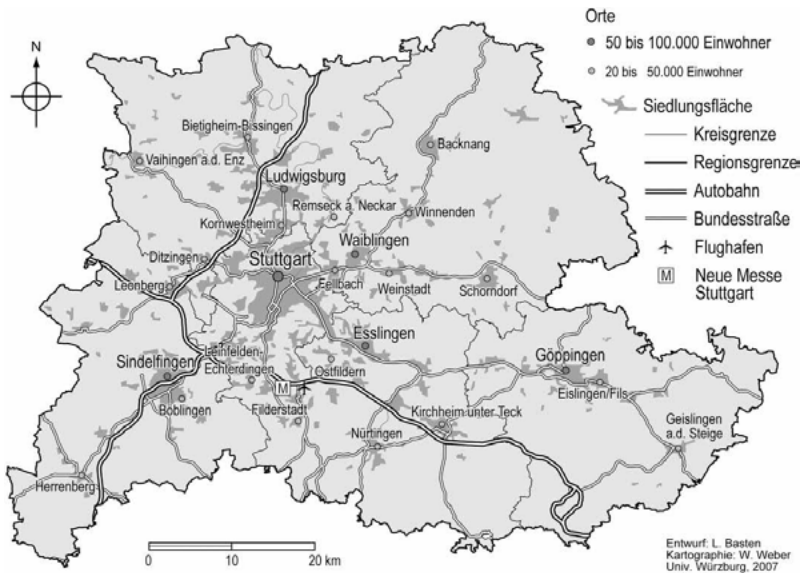 N
Orte
50 bis 100.000 Einwohner
20 bis 50.000 Einwohner
Siedlungsfläche
Kreisgrenze
Regionsgrenze
Autobahn
Bundesstraße
Flughafen
M Neue Messe
Stuttgart
Bietigheim-Bissingen
Vaihingen a.d. Enz
Backnang
Ludwigsburg
Remseck a. Neckar
Winnenden
Kornwestheim
Waiblingen
Ditzingen
Stuttgart
Fellbach
Weinstadt
Schorndorf
Leonberg
Esslingen
Leinfelden-
Echterdingen
Ostfildern
Sindelfingen
Göppingen
Eislingen/Fils
M
Böblingen
Filderstadt
Kirchheim unter Teck
Nürtingen
Geislingen
a.d. Steige
Herrenberg
0 10 20 km
Entwurf: L. Basten
Kartographie: W. Weber
Univ. Würzburg, 2007